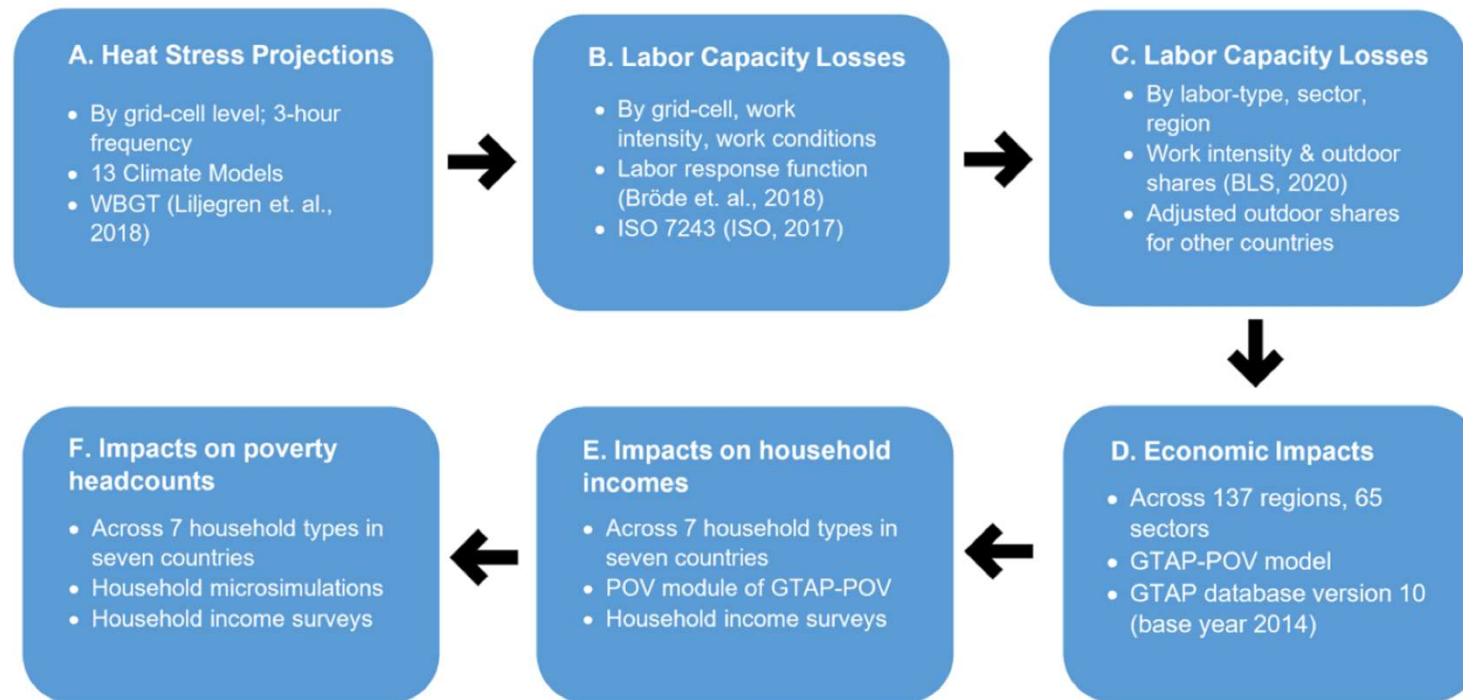 A. Heat Stress Projections
• By grid-cell level; 3-hour
frequency
• 13 Climate Models
• WBGT (Liljegren et. al.,
2018)
B. Labor Capacity Losses
• By grid-cell, work
intensity, work conditions
• Labor response function
(Bröde et. al., 2018)
• ISO 7243 (ISO, 2017)
C. Labor Capacity Losses
• By labor-type, sector,
region
• Work intensity & outdoor
shares (BLS, 2020)
• Adjusted outdoor shares
for other countries
D. Economic Impacts
• Across 137 regions, 65
sectors
• GTAP-POV model
• GTAP database version 10
(base year 2014)
E. Impacts on household
incomes
• Across 7 household types in
seven countries
• POV module of GTAP-POV
• Household income surveys
F. Impacts on poverty
headcounts
• Across 7 household types in
seven countries
• Household microsimulations
• Household income surveys